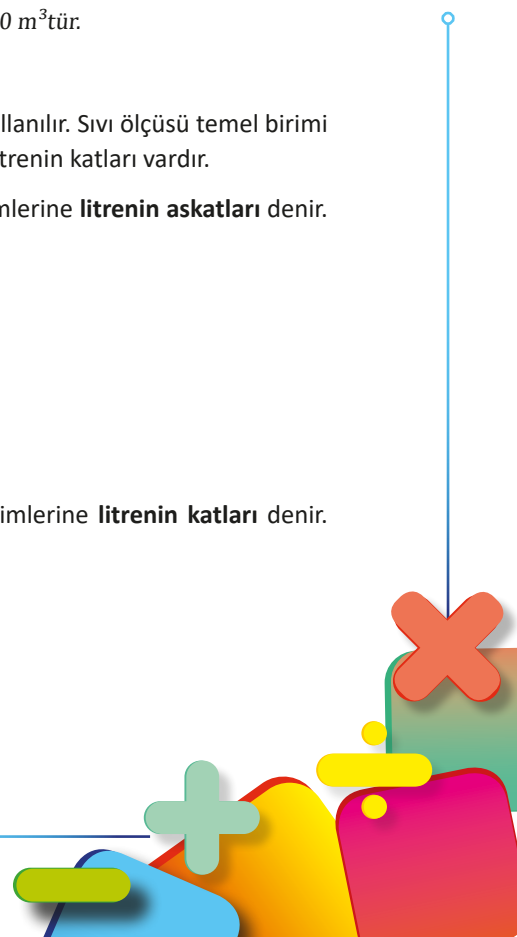 0 m³tür.
llanılır. Sıvı ölçüsü temel birimi
trenin katları vardır.
mlerine litrenin askatları denir.
imlerine litrenin katları denir.